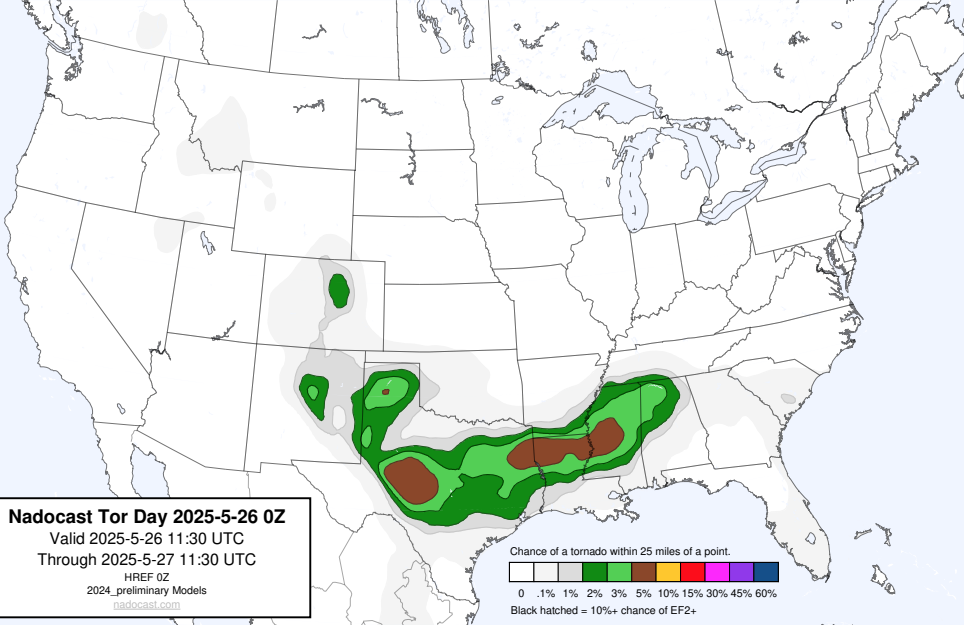 Nadocast Tor Day 2025-5-26 0Z
Valid 2025-5-26 11:30 UTC
Through 2025-5-27 11:30 UTC
HREF 0Z
2024_preliminary Models
nadocast.com
Chance of a tornado within 25 miles of a point.
0 .1% 1% 2% 3% 5% 10% 15% 30% 45% 60%
Black hatched = 10%+ chance of EF2+